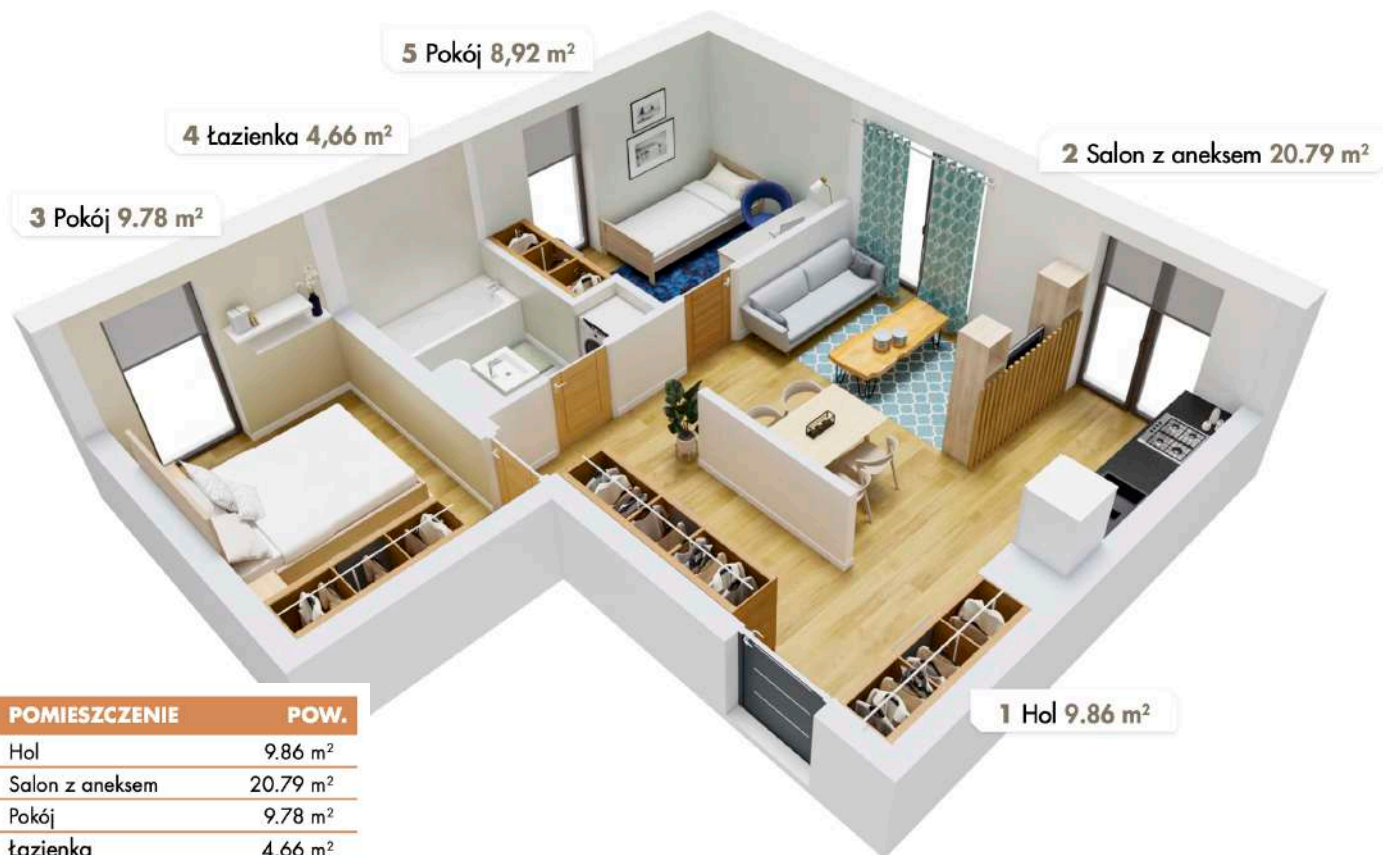 5 Pokój 8,92 m²
4 Łazienka 4,66 m²
2 Salon z aneksem 20.79 m²
3 Pokój 9.78 m²
1 Hol 9.86 m²
POMIESZCZENIE POW.
Hol 9.86 m²
Salon z aneksem 20.79 m²
Pokój 9.78 m²
Łazienka 4.66 m²